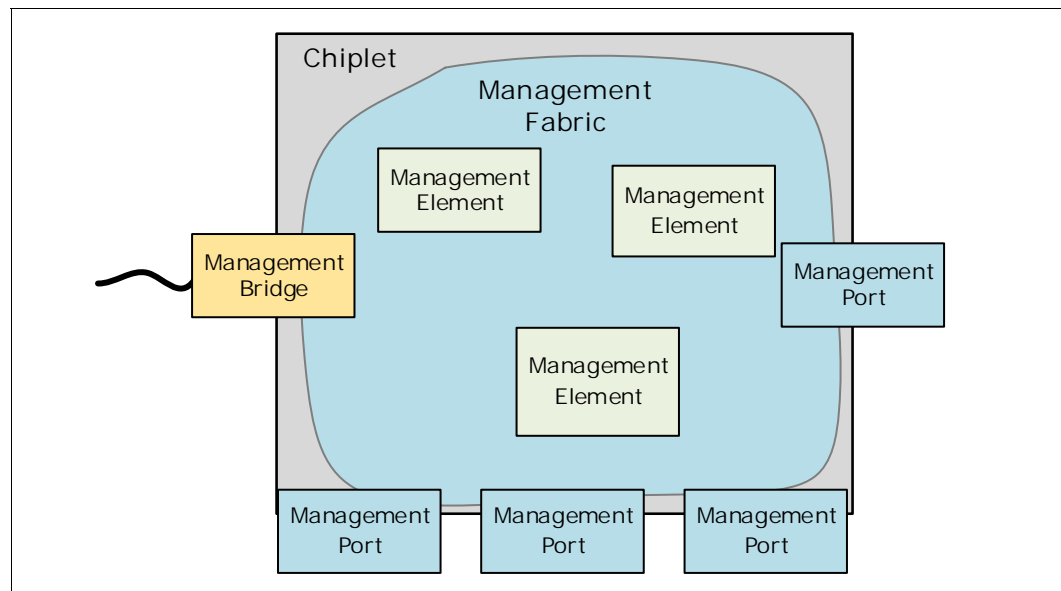 Chiplet
Management
Fabric
Management
Element
Management
Element
Management
Bridge
Management
Port
Management
Element
Management
Port
Management
Port
Management
Port